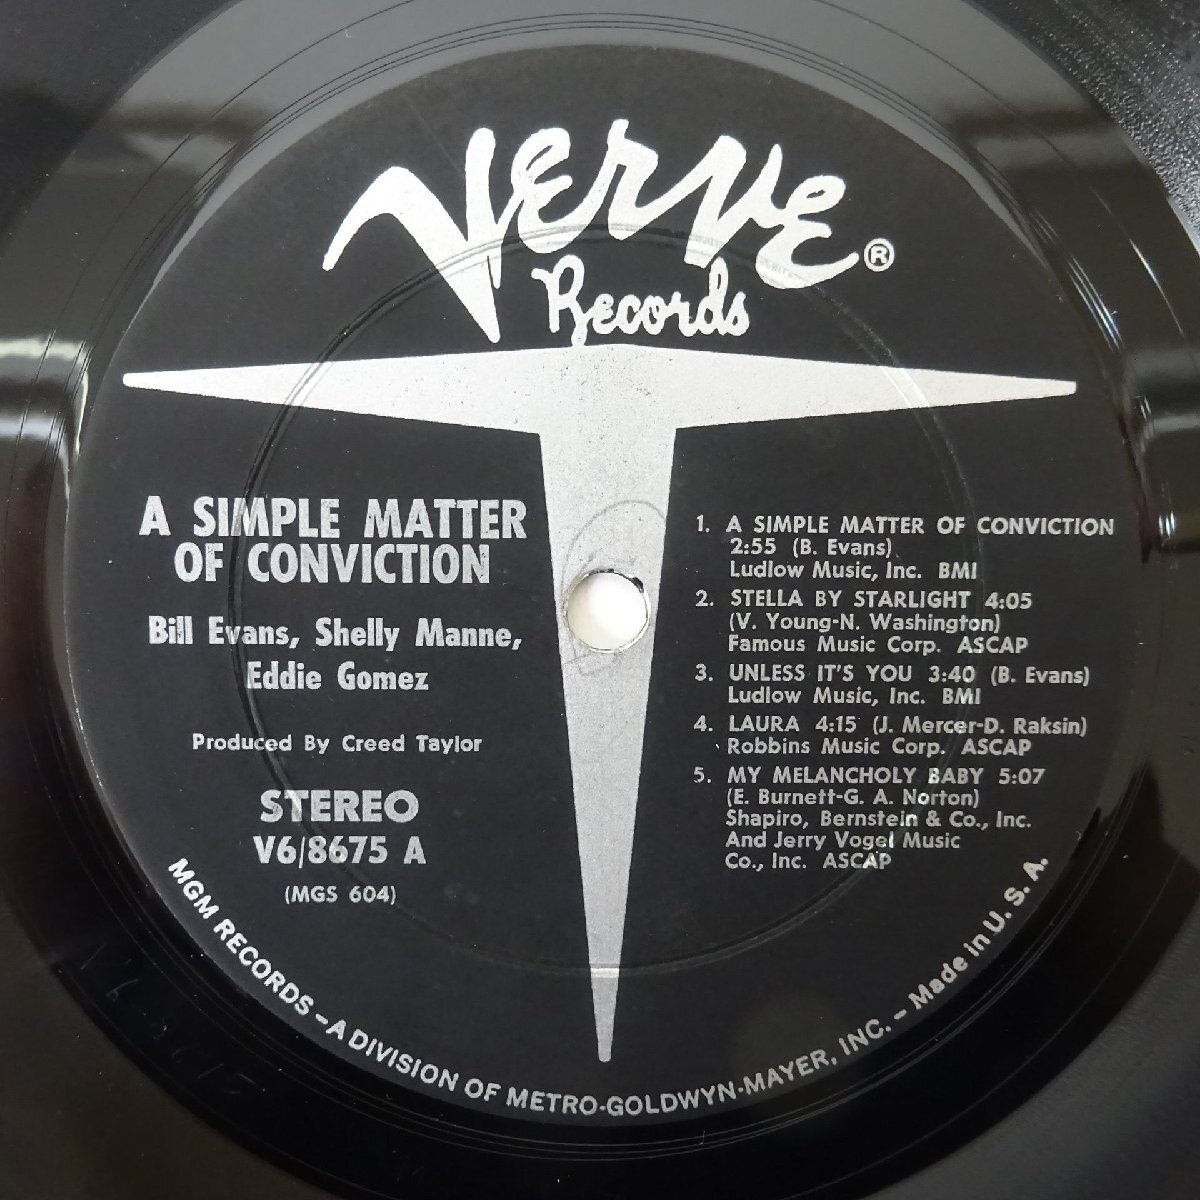 Verve®
Records
A SIMPLE MATTER
OF CONVICTION
Bill Evans, Shelly Manne,
Eddie Gomez
Produced By Creed Taylor
STEREO
V6/8675 A
(MGS 604)
1. A SIMPLE MATTER OF CONVICTION
2:55 (B. Evans)
Ludlow Music, Inc. BMI
2. STELLA BY STARLIGHT 4:05
(V. Young-N. Washington)
Famous Music Corp. ASCAP
3. UNLESS IT'S YOU 3:40 (B. Evans)
Ludlow Music, Inc. BMI
4. LAURA 4:15 (J. Mercer-D. Raksin)
Robbins Music Corp. ASCAP
5. MY MELANCHOLY BABY 5:07
(E. Burnett-G. A. Norton)
Shapiro, Bernstein & Co., Inc.
And Jerry Vogel Music
Co., Inc. ASCAP
MGM RECORDS – A DIVISION OF METRO-GOLDWYN-MAYER, INC. – Made in U. S. A.